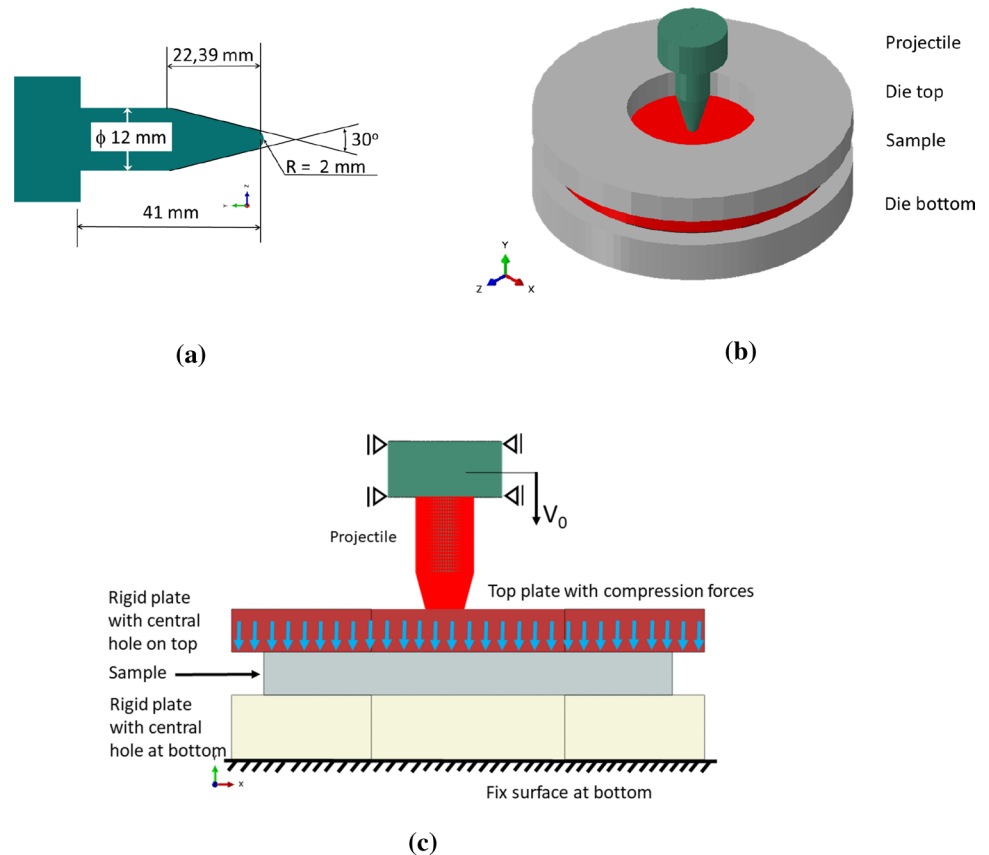 22,39 mm
ϕ 12 mm
30º
R = 2 mm
41 mm
Z
Y
(a)
Projectile
Die top
Sample
Die bottom
Y
Z
X
(b)
V₀
Projectile
Rigid plate
with central
hole on top
Top plate with compression forces
Sample
Rigid plate
with central
hole at bottom
Y
X
Fix surface at bottom
(c)